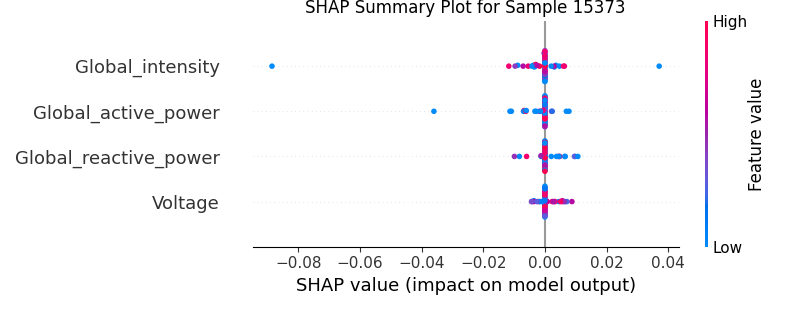 SHAP Summary Plot for Sample 15373
High
Global_intensity
Global_active_power
Global_reactive_power
Voltage
Feature value
Low
−0.08 −0.06 −0.04 −0.02 0.00 0.02 0.04
SHAP value (impact on model output)